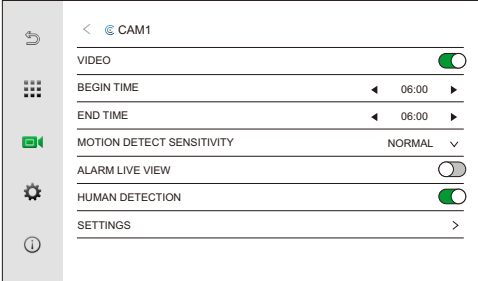 CAM1
VIDEO
BEGIN TIME 06:00
END TIME 06:00
MOTION DETECT SENSITIVITY NORMAL
ALARM LIVE VIEW
HUMAN DETECTION
SETTINGS